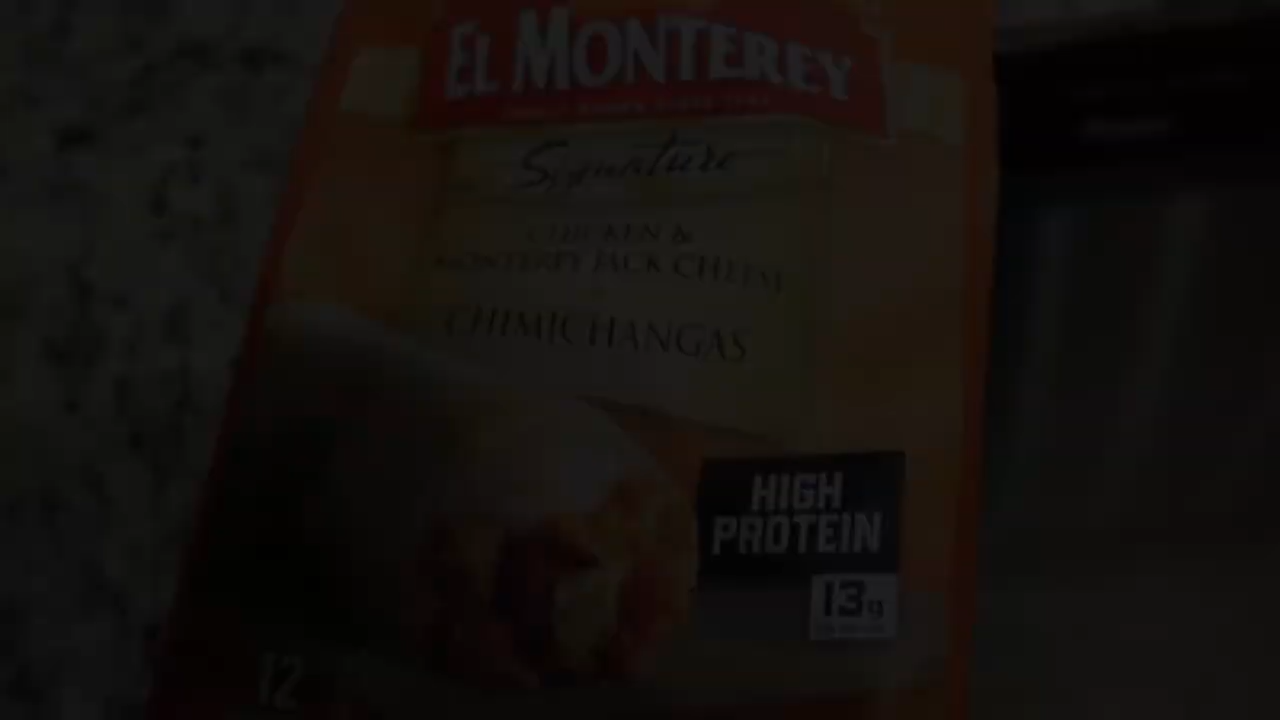 EL MONTEREY
Signature
CHICKEN &
MONTEREY JACK CHEESE
CHIMICHANGAS
HIGH
PROTEIN
13g
12